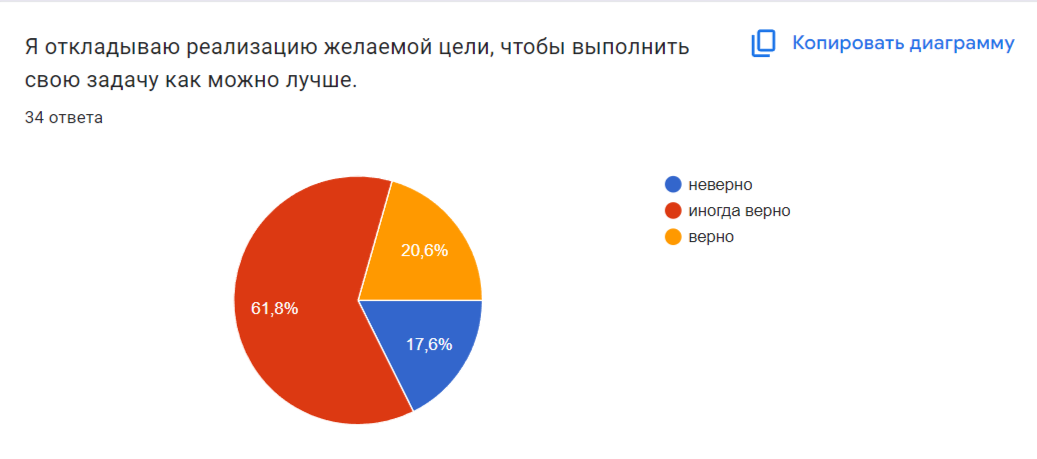 Я откладываю реализацию желаемой цели, чтобы выполнить
свою задачу как можно лучше.
Копировать диаграмму
34 ответа
неверно
иногда верно
верно
20,6%
61,8%
17,6%